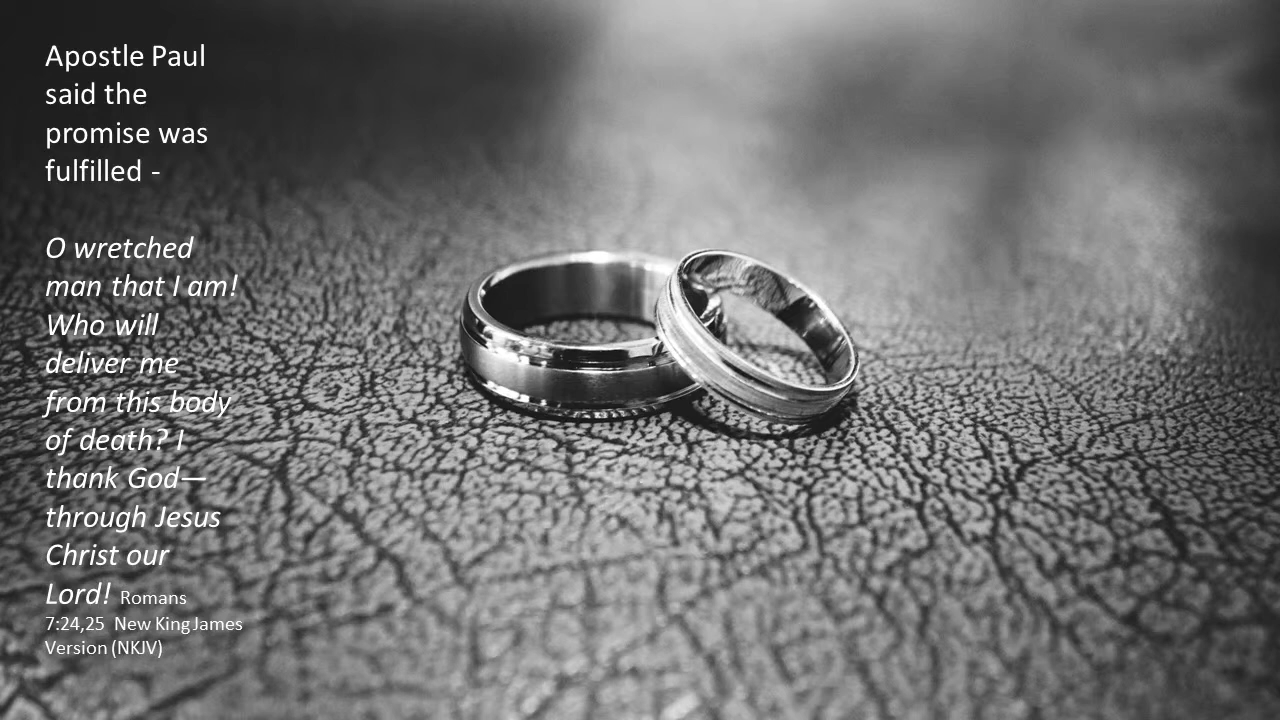 Apostle Paul
said the
promise was
fulfilled -
O wretched
man that I am!
Who will
deliver me
from this body
of death? I
thank God—
through Jesus
Christ our
Lord! Romans
7:24,25 New King James
Version (NKJV)